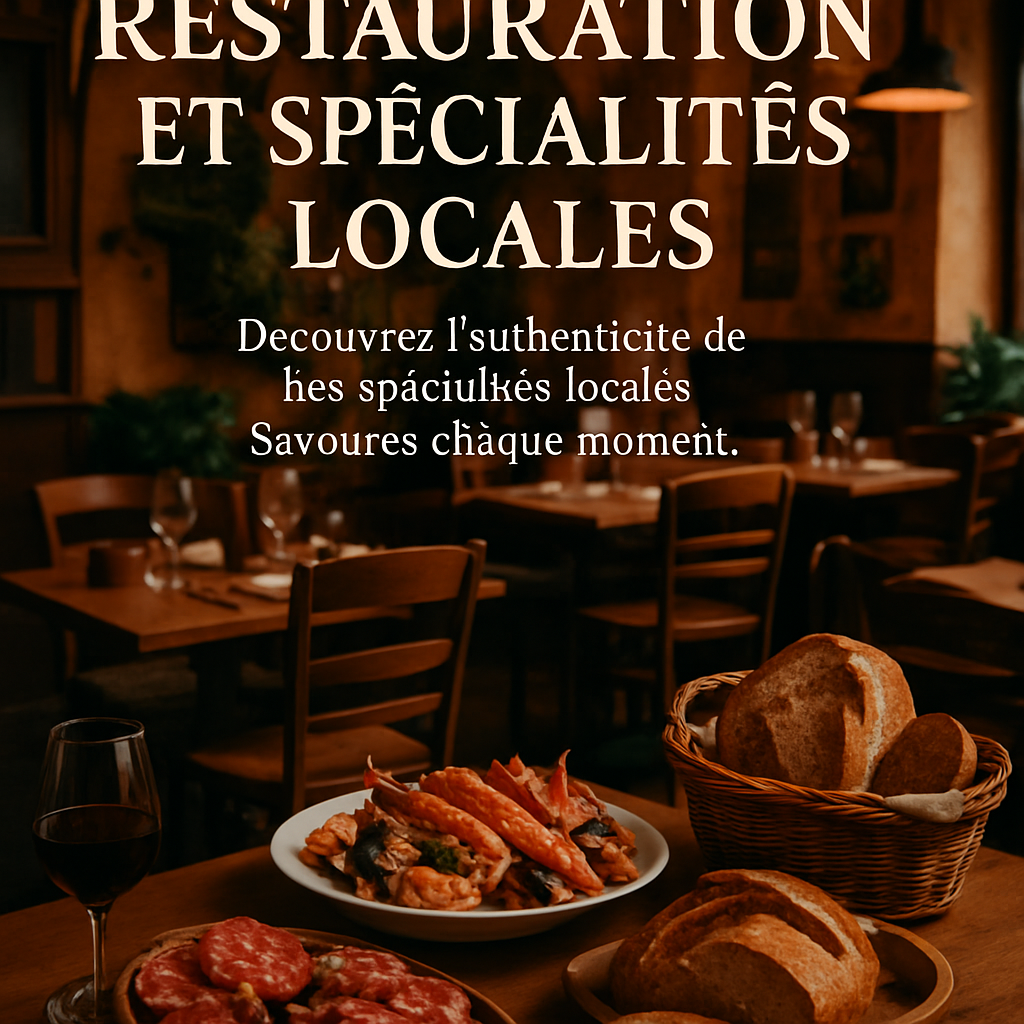 RESTAURATION
ET SPÊCIALITÊS
LOCALES
Decouvrez l'suthenticite de
hes spáciulkés localés
Savoures chàque moment.